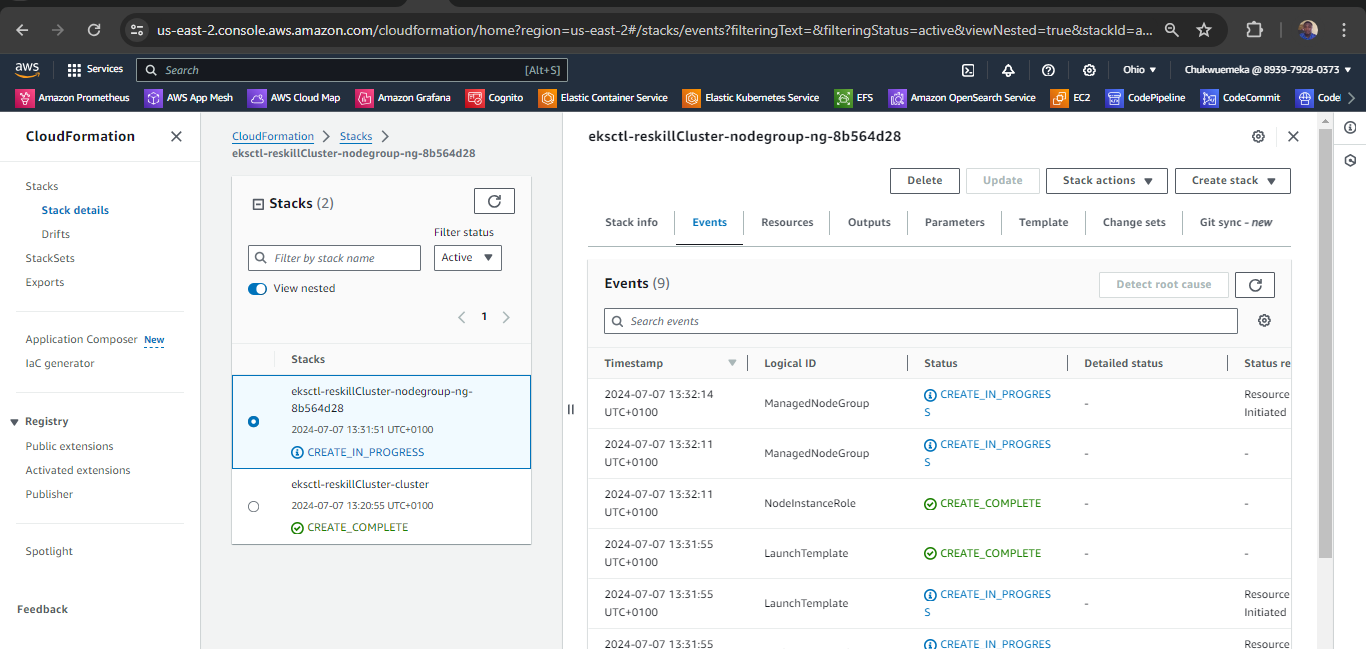 us-east-2.console.aws.amazon.com/cloudformation/home?region=us-east-2#/stacks/events?filteringText=&filteringStatus=active&viewNested=true&stackId=a...
aws
Services
Search
[Alt+S]
Ohio
Chukwuemeka @ 8939-7928-0373
Amazon Prometheus
AWS App Mesh
AWS Cloud Map
Amazon Grafana
Cognito
Elastic Container Service
Elastic Kubernetes Service
EFS
Amazon OpenSearch Service
EC2
CodePipeline
CodeCommit
Code
CloudFormation
Stacks
Stack details
Drifts
StackSets
Exports
Application Composer New
IaC generator
Registry
Public extensions
Activated extensions
Publisher
Spotlight
Feedback
CloudFormation
Stacks
eksctl-reskillCluster-nodegroup-ng-8b564d28
Stacks (2)
Filter status
Filter by stack name
Active
View nested
1
Stacks
eksctl-reskillCluster-nodegroup-ng-
8b564d28
2024-07-07 13:31:51 UTC+0100
CREATE_IN_PROGRESS
eksctl-reskillCluster-cluster
2024-07-07 13:20:55 UTC+0100
CREATE_COMPLETE
eksctl-reskillCluster-nodegroup-ng-8b564d28
Delete
Update
Stack actions
Create stack
Stack info
Events
Resources
Outputs
Parameters
Template
Change sets
Git sync - new
Events (9)
Detect root cause
Search events
Timestamp
Logical ID
Status
Detailed status
Status re
2024-07-07 13:32:14
UTC+0100
ManagedNodeGroup
CREATE_IN_PROGRES
S
-
Resource
Initiated
2024-07-07 13:32:11
UTC+0100
ManagedNodeGroup
CREATE_IN_PROGRES
S
-
-
2024-07-07 13:32:11
UTC+0100
NodeInstanceRole
CREATE_COMPLETE
-
-
2024-07-07 13:31:55
UTC+0100
LaunchTemplate
CREATE_COMPLETE
-
-
2024-07-07 13:31:55
UTC+0100
LaunchTemplate
CREATE_IN_PROGRES
S
-
Resource
Initiated
2024-07-07 13:31:55
CREATE_IN_PROGRES
Resource